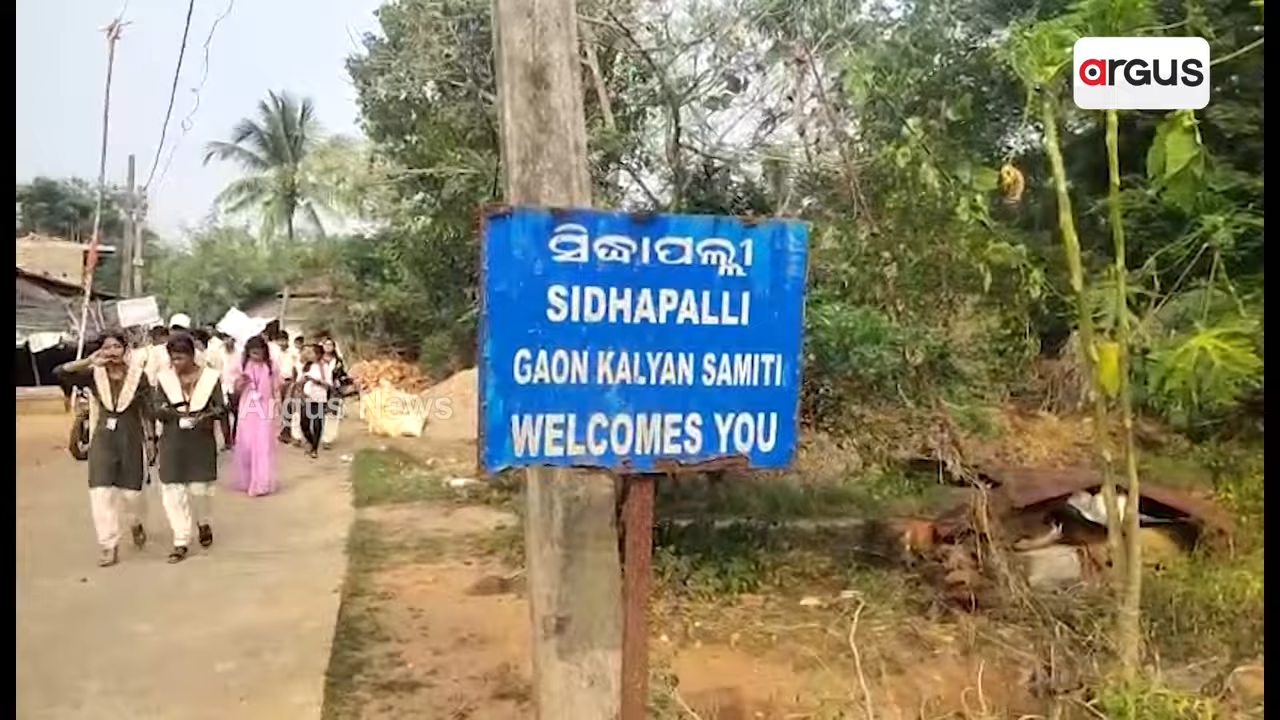 argus
ସିଦ୍ଧାପଲ୍ଲୀ
SIDHAPALLI
GAON KALYAN SAMITI
WELCOMES YOU
Argus News